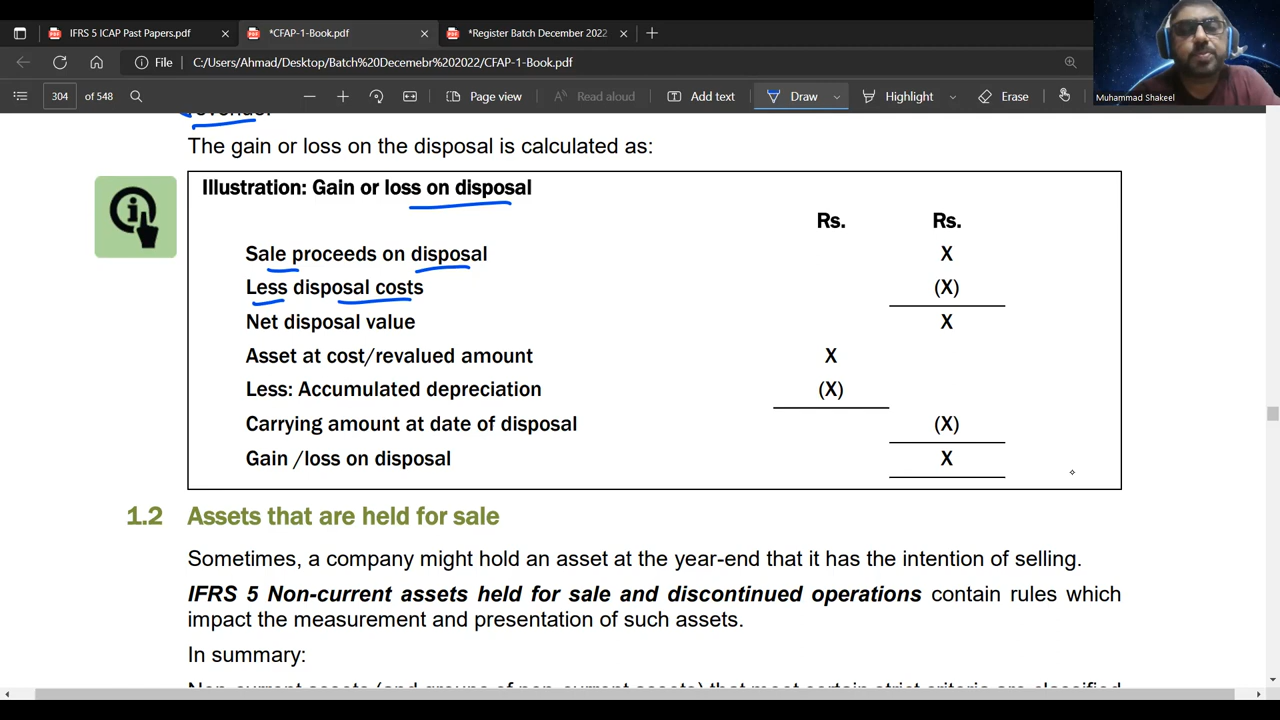 IFRS 5 ICAP Past Papers.pdf
*CFAP-1-Book.pdf
*Register Batch December 2022
File
C:/Users/Ahmad/Desktop/Batch%20Decemebr%202022/CFAP-1-Book.pdf
304 of 548
Page view
Read aloud
Add text
Draw
Highlight
Erase
Muhammad Shakeel
The gain or loss on the disposal is calculated as:
Illustration: Gain or loss on disposal
Rs. Rs.
Sale proceeds on disposal X
Less disposal costs (X)
Net disposal value X
Asset at cost/revalued amount X
Less: Accumulated depreciation (X)
Carrying amount at date of disposal (X)
Gain /loss on disposal X
1.2 Assets that are held for sale
Sometimes, a company might hold an asset at the year-end that it has the intention of selling.
IFRS 5 Non-current assets held for sale and discontinued operations contain rules which
impact the measurement and presentation of such assets.
In summary: